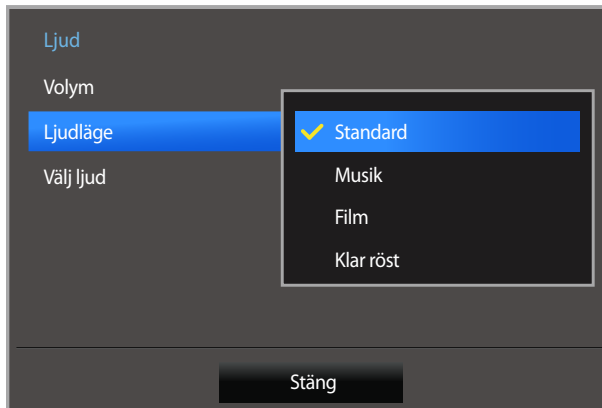 Ljud
Volym
Ljudläge
Välj ljud
Standard
Musik
Film
Klar röst
Stäng